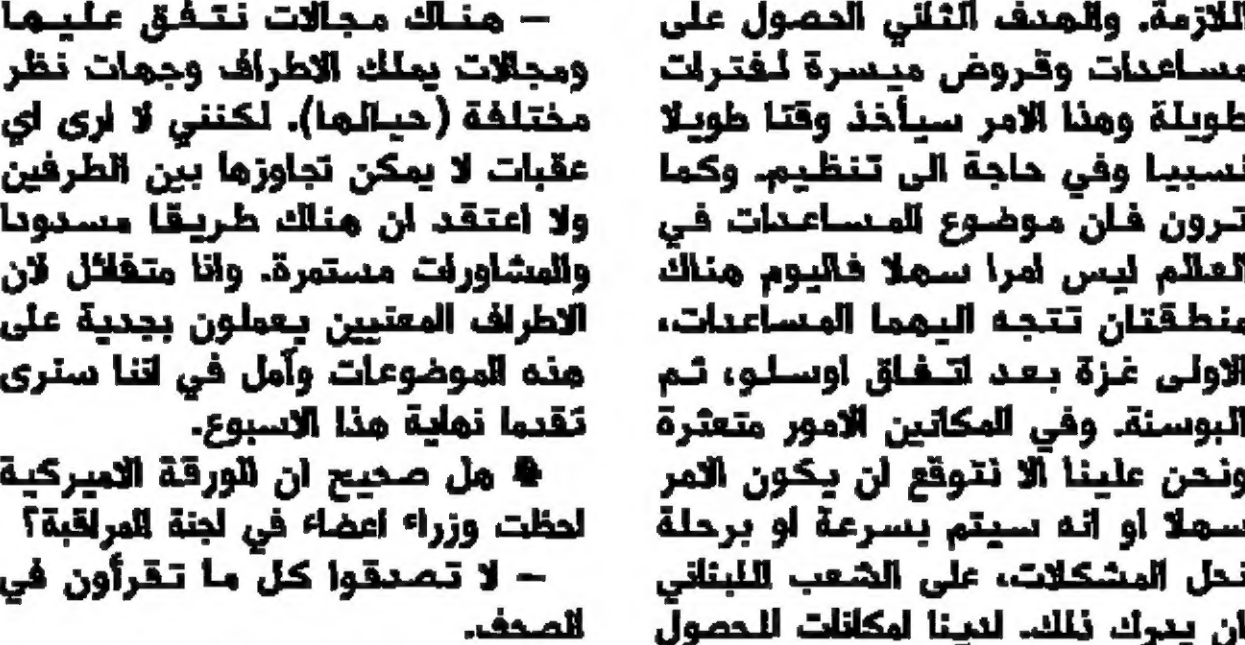 اللازمة. والهدف الثاني الحصول على
مساعدات وقروض ميسرة لفترات
طويلة وهذا الامر سيأخذ وقتا طويلا
نسبيا وفي حاجة الى تنظيم. وكما
ترون فان موضوع المساعدات في
العالم ليس امرا سهلا فاليوم هناك
منطقتان تتجه اليهما المساعدات،
الاولى غزة بعد اتفاق اوسلو، ثم
البوسنة. وفي المكانين الامور متعثرة
ونحن علينا الا نتوقع ان يكون الامر
سهلا او انه سيتم بسرعة او برحلة
نحل المشكلات، على الشعب اللبناني
ان يدرك ذلك. لدينا امكانات للحصول
– هناك مجالات نتفق عليها
ومجالات يملك الاطراف وجهات نظر
مختلفة (حيالها). لكنني لا ارى اي
عقبات لا يمكن تجاوزها بين الطرفين
ولا اعتقد ان هناك طريقا مسدودا
والمشاورات مستمرة. وانا متفائل لان
الاطراف المعنيين يعملون بجدية على
هذه الموضوعات وآمل في اننا سنرى
تقدما نهاية هذا الاسبوع.
● هل صحيح ان الورقة الاميركية
لحظت وزراء اعضاء في لجنة المراقبة؟
– لا تصدقوا كل ما تقرأون في
الصحف.